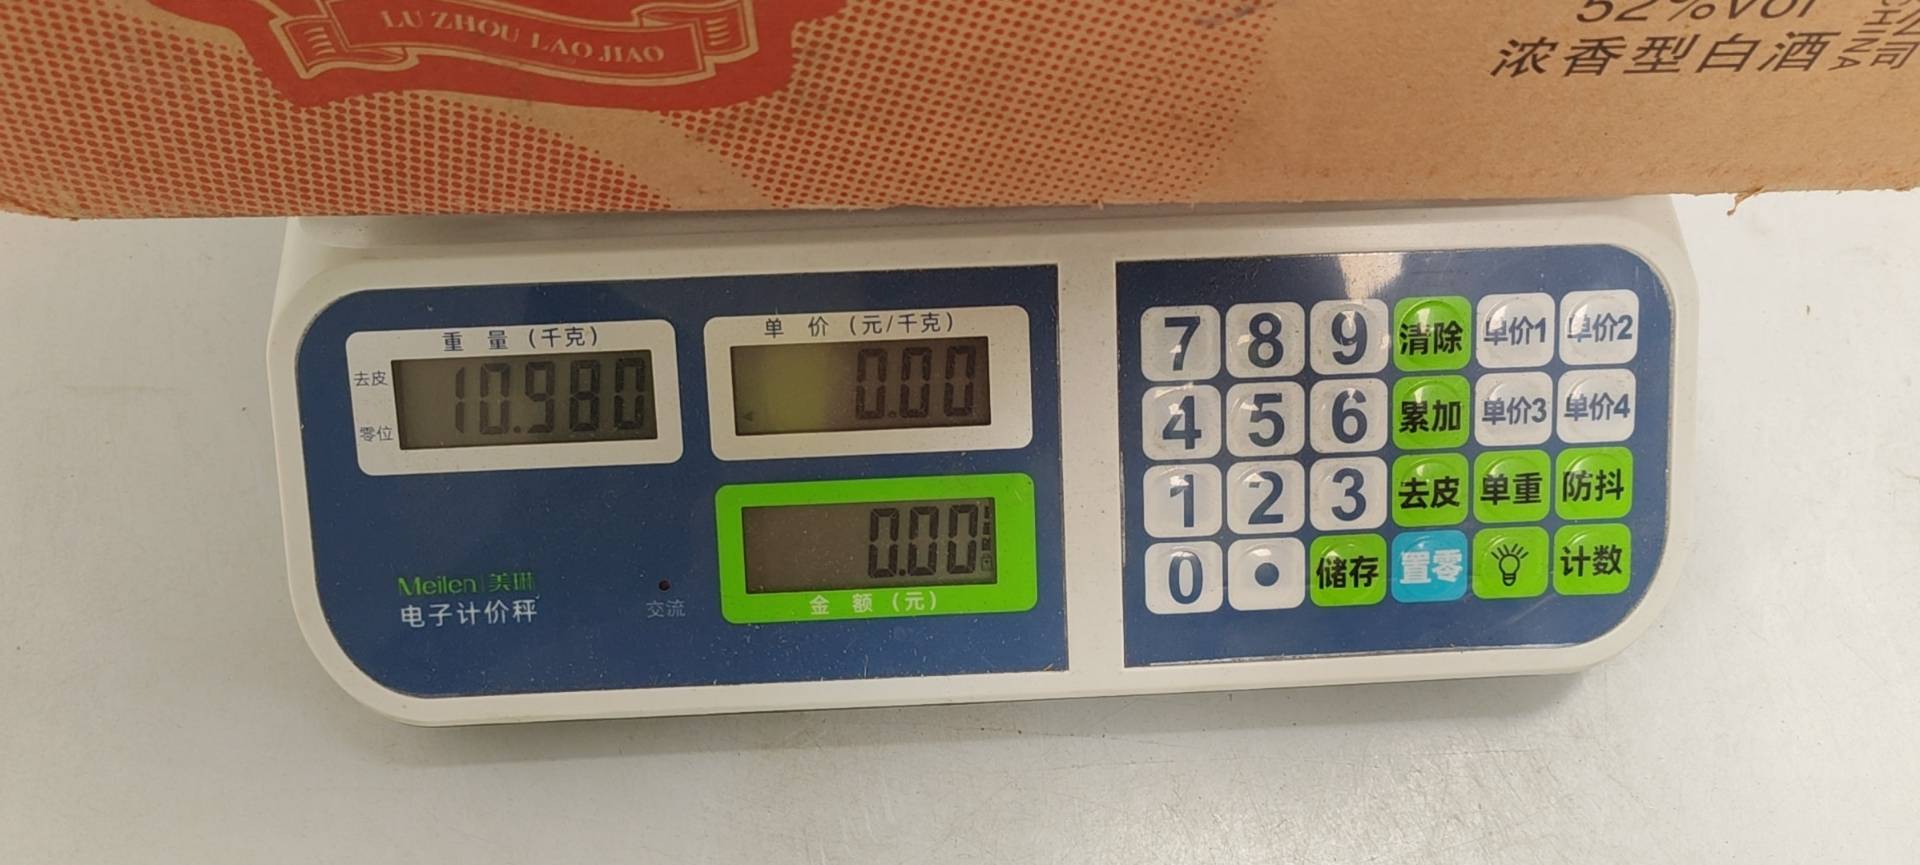 LU ZHOU LAO JIAO
52%vol
浓香型白酒
重 量 (千克)
去皮
10.980
零位
单 价 (元/千克)
0.00
0.00
金 额 (元)
Meilen 美琳
电子计价秤
交流
7 8 9 清除 单价1 单价2
4 5 6 累加 单价3 单价4
1 2 3 去皮 单重 防抖
0 • 储存 置零 计数